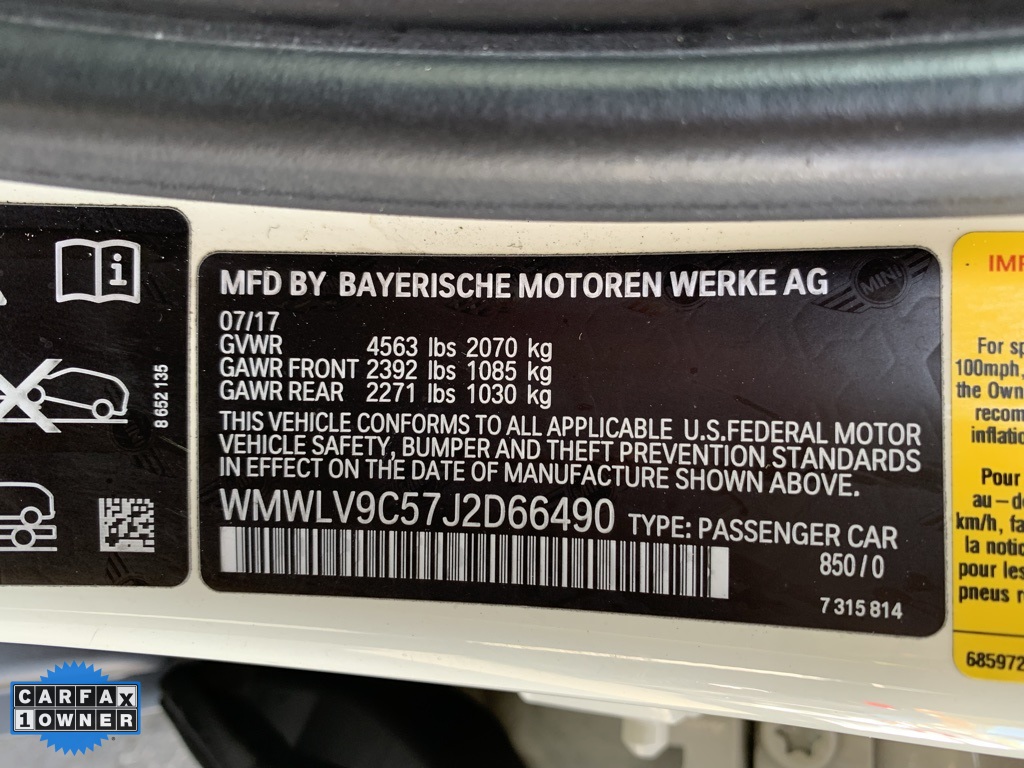 8 652 135
MFD BY BAYERISCHE MOTOREN WERKE AG
MINI
07/17
GVWR 4563 lbs 2070 kg
GAWR FRONT 2392 lbs 1085 kg
GAWR REAR 2271 lbs 1030 kg
THIS VEHICLE CONFORMS TO ALL APPLICABLE U.S.FEDERAL MOTOR
VEHICLE SAFETY, BUMPER AND THEFT PREVENTION STANDARDS
IN EFFECT ON THE DATE OF MANUFACTURE SHOWN ABOVE.
WMWLV9C57J2D66490 TYPE: PASSENGER CAR
850/0
7 315 814
IMP
For sp
100mph,
the Own
recom
inflatio
Pour
au-d
km/h, fa
la notic
pour les
pneus r
685972
CARFAX
1 OWNER